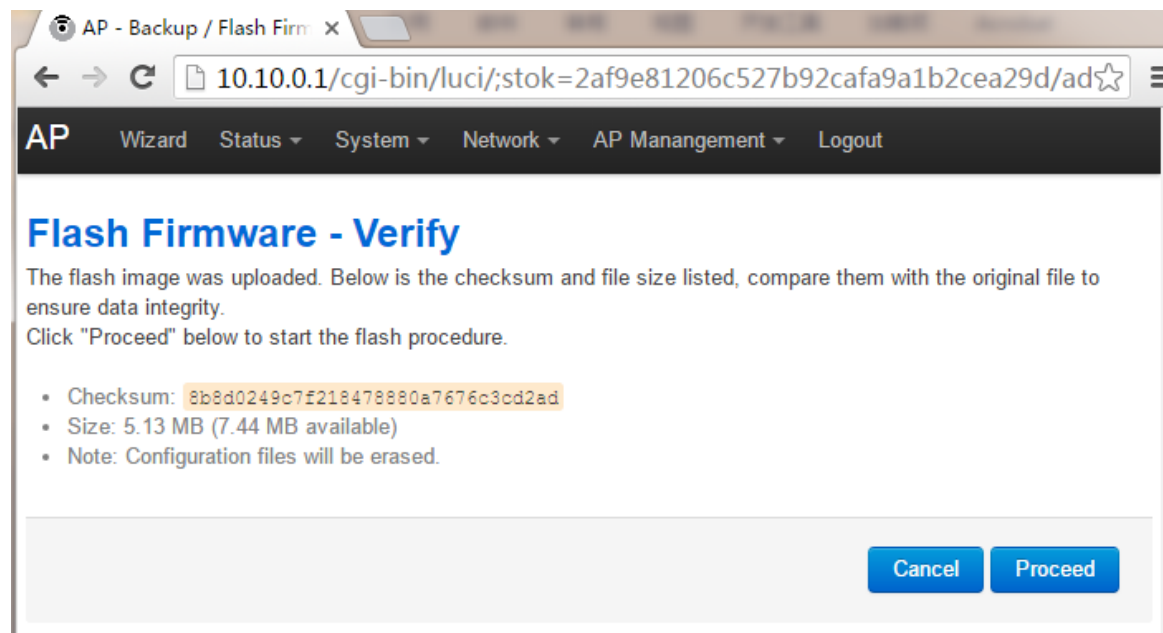 AP - Backup / Flash Firm
10.10.0.1/cgi-bin/luci/;stok=2af9e81206c527b92cafa9a1b2cea29d/ad
AP Wizard Status System Network AP Manangement Logout
Flash Firmware - Verify
The flash image was uploaded. Below is the checksum and file size listed, compare them with the original file to
ensure data integrity.
Click "Proceed" below to start the flash procedure.
• Checksum: 8b8d0249c7f218478880a7676c3cd2ad
• Size: 5.13 MB (7.44 MB available)
• Note: Configuration files will be erased.
Cancel Proceed